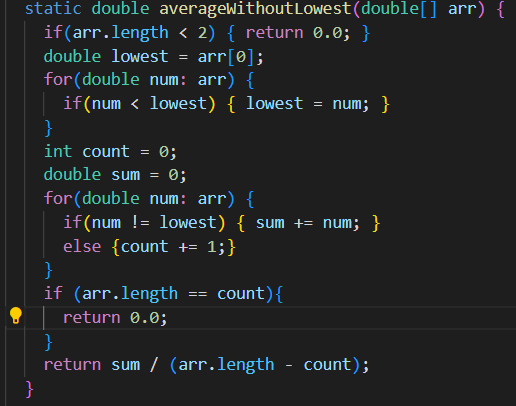 static double averageWithoutLowest(double[] arr) {
if(arr.length < 2) { return 0.0; }
double lowest = arr[0];
for(double num: arr) {
if(num < lowest) { lowest = num; }
}
int count = 0;
double sum = 0;
for(double num: arr) {
if(num != lowest) { sum += num; }
else {count += 1;}
}
if (arr.length == count){
return 0.0;
}
return sum / (arr.length - count);
}